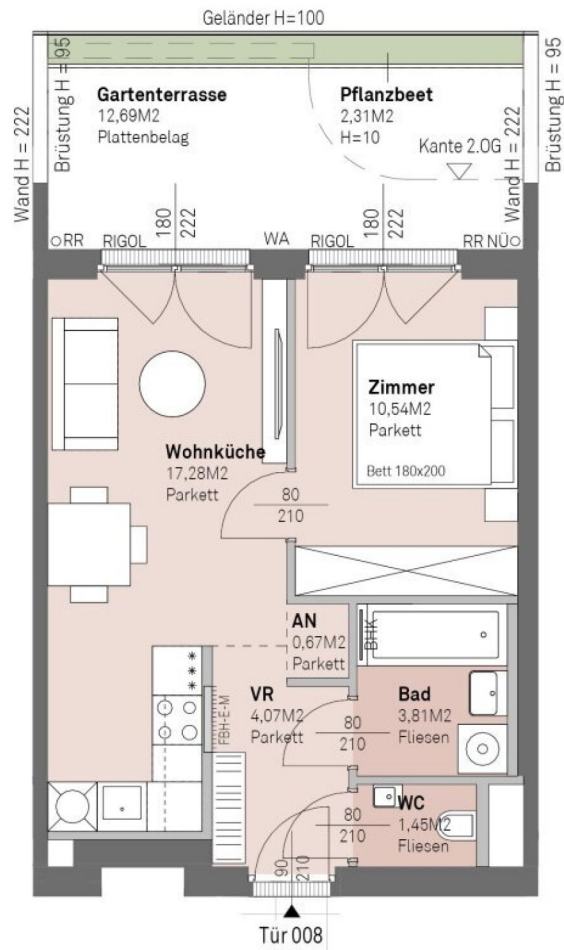 Geländer H=100
Wand H = 222
Brüstung H = 95
Gartenterrasse
12,69M2
Plattenbelag
Pflanzbeet
2,31M2
H=10
Kante 2.OG
Wand H = 222
Brüstung H = 95
RR
RIGOL
180
222
WA
RIGOL
180
222
RR NÜ
Wohnküche
17,28M2
Parkett
Zimmer
10,54M2
Parkett
Bett 180x200
80
210
AN
0,67M2
Parkett
BHK
VR
4,07M2
Parkett
FBH-E-M
Bad
3,81M2
Fliesen
80
210
WC
1,45M2
Fliesen
80
210
90
210
Tür 008